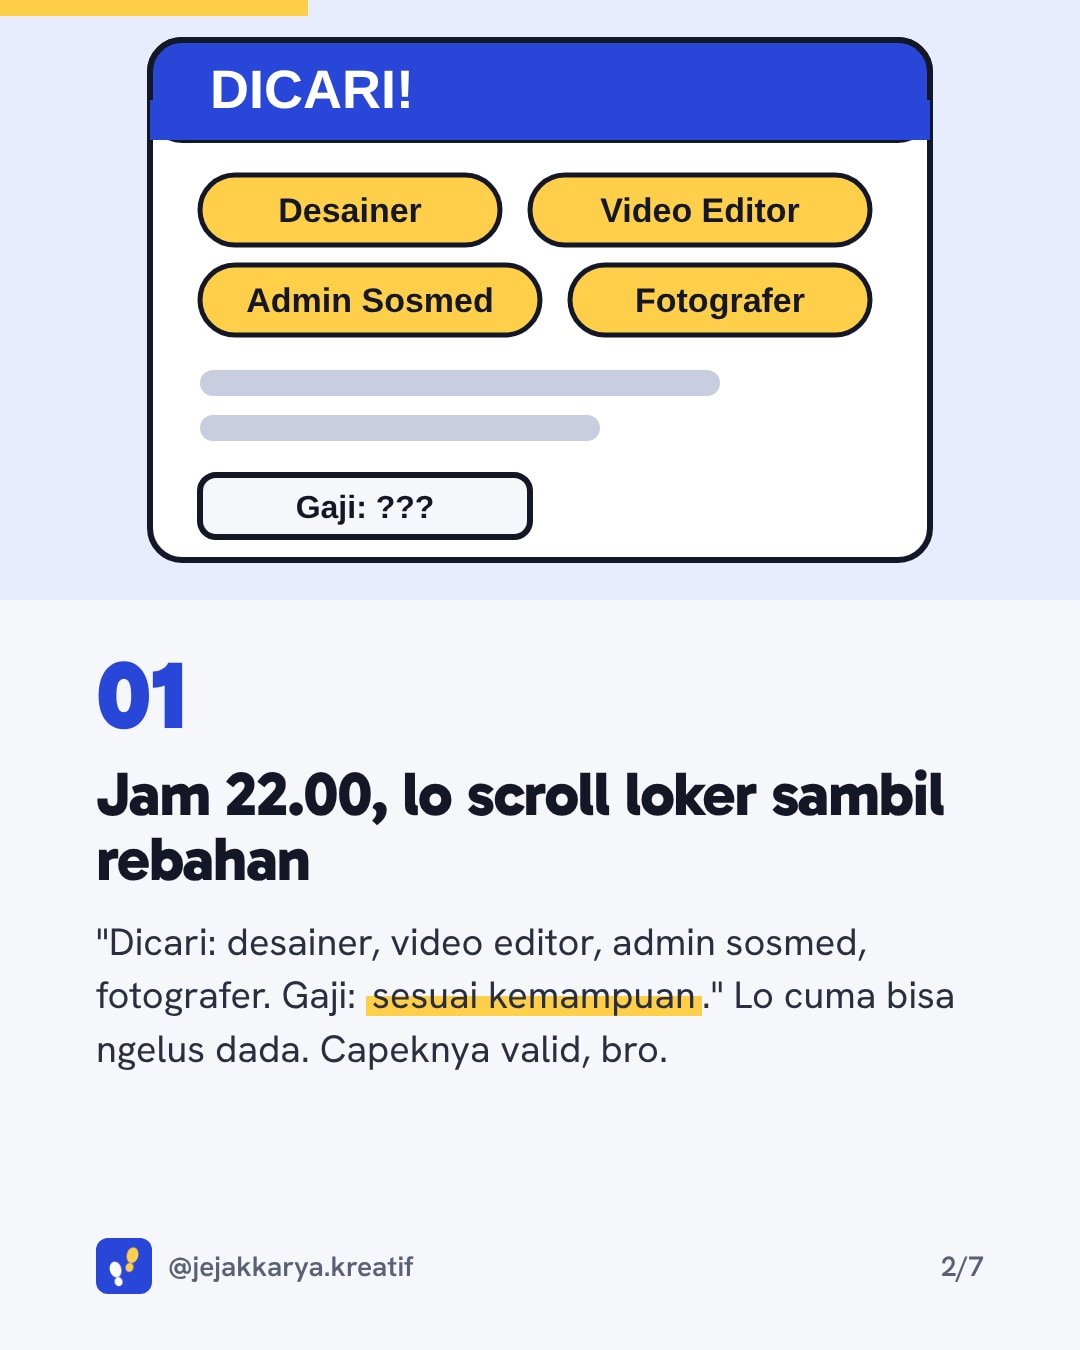 DICARI!
Desainer
Video Editor
Admin Sosmed
Fotografer
Gaji: ???
01
Jam 22.00, lo scroll loker sambil
rebahan
"Dicari: desainer, video editor, admin sosmed,
fotografer. Gaji: sesuai kemampuan." Lo cuma bisa
ngelus dada. Capeknya valid, bro.
@jejakkarya.kreatif
2/7